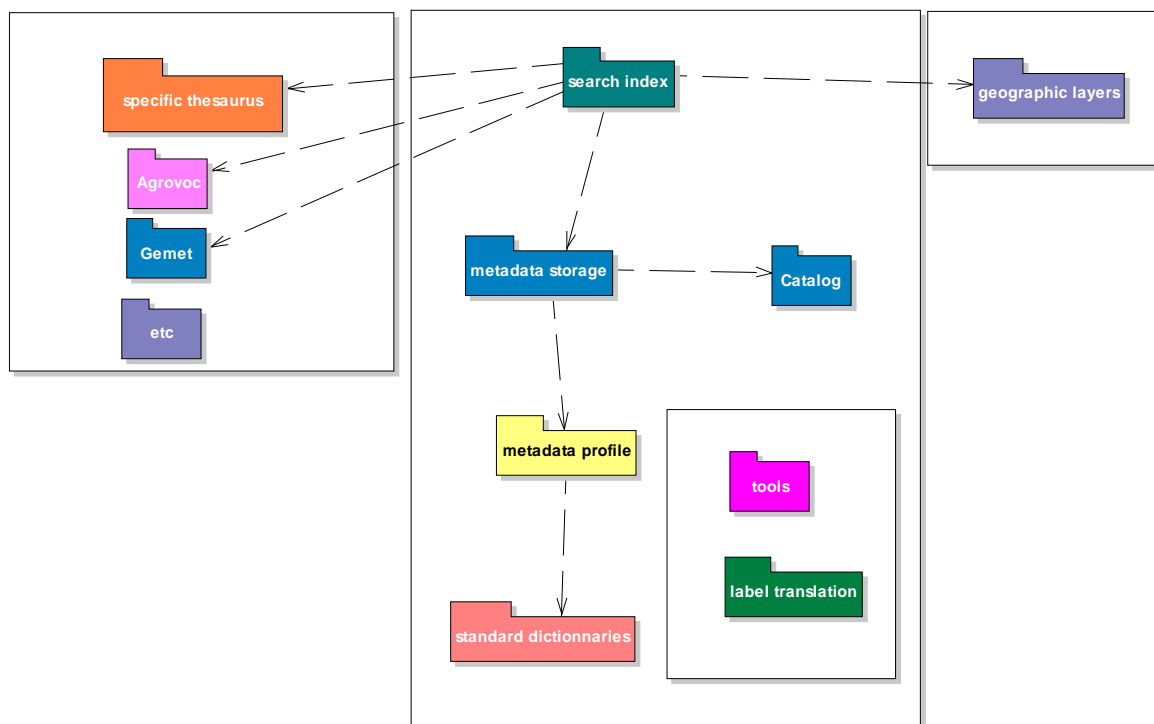 specific thesaurus
Agrovoc
Gemet
etc
search index
metadata storage
Catalog
metadata profile
standard dictionnaries
tools
label translation
geographic layers